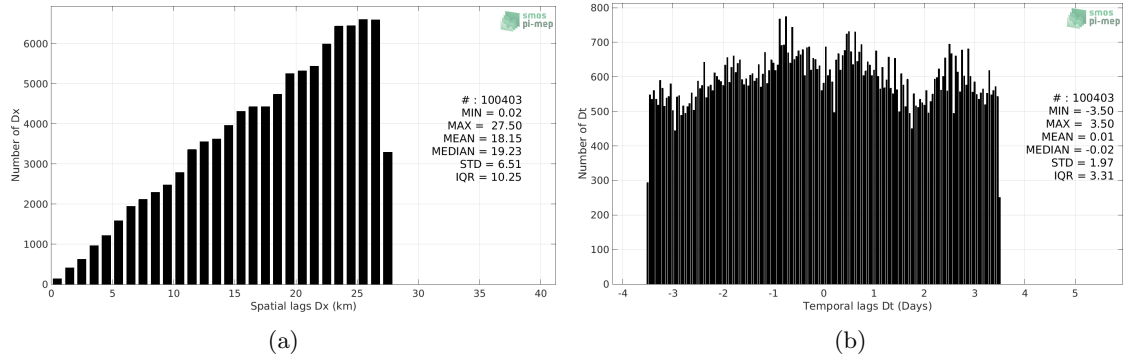 smos
pi-mep
Number of Dx
6000
5000
4000
3000
2000
1000
0
# : 100403
MIN = 0.02
MAX = 27.50
MEAN = 18.15
MEDIAN = 19.23
STD = 6.51
IQR = 10.25
0 5 10 15 20 25 30 35 40
Spatial lags Dx (km)
(a)
smos
pi-mep
Number of Dt
800
700
600
500
400
300
200
100
0
# : 100403
MIN = -3.50
MAX = 3.50
MEAN = 0.01
MEDIAN = -0.02
STD = 1.97
IQR = 3.31
-4 -3 -2 -1 0 1 2 3 4 5
Temporal lags Dt (Days)
(b)